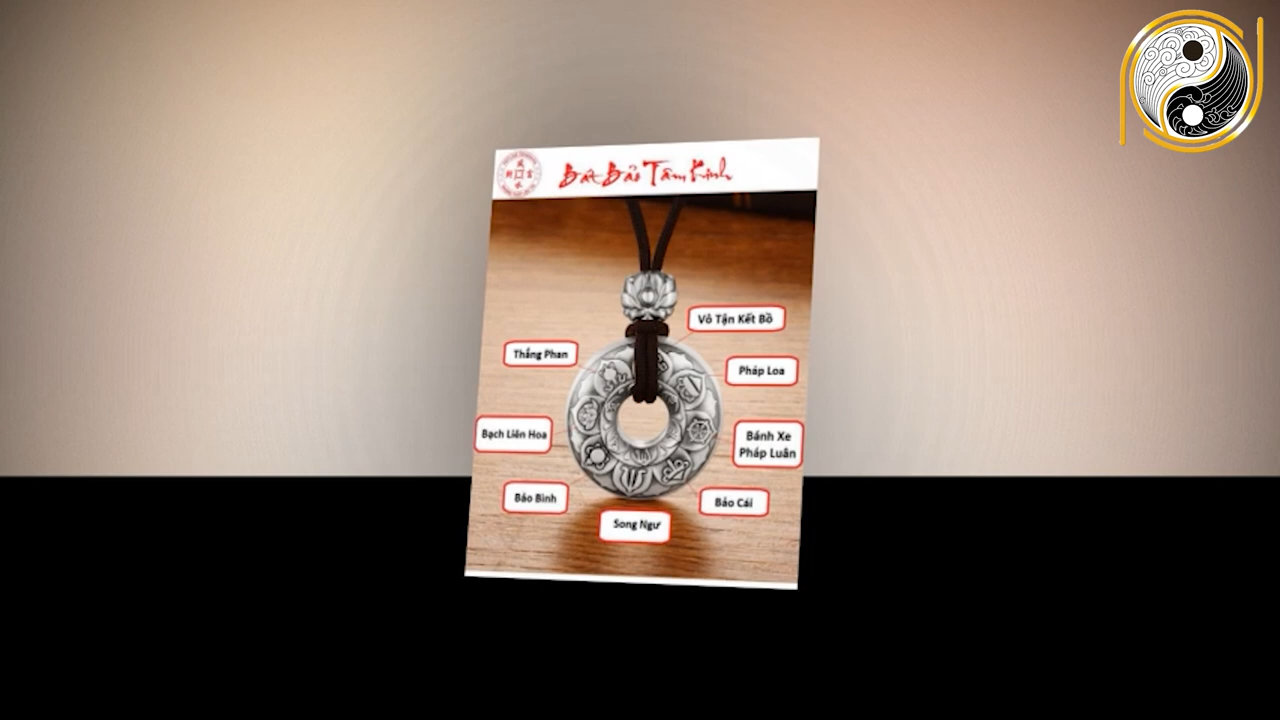 Bát Bảo Tâm Kinh
Vô Tận Kết Bồ
Thắng Phan
Pháp Loa
Bạch Liên Hoa
Bánh Xe
Pháp Luân
Bảo Bình
Bảo Cái
Song Ngư